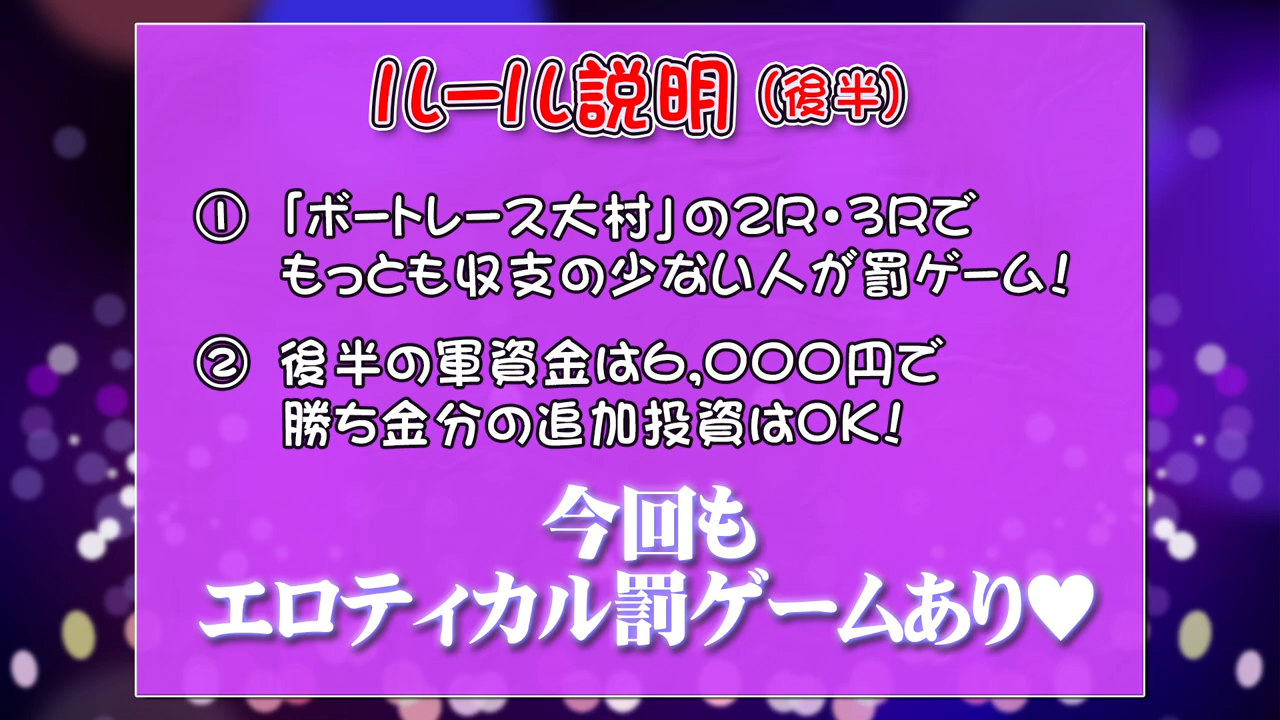 ルール説明（後半）
① 「ボートレース大村」の2R・3Rで
もっとも収支の少ない人が罰ゲーム！
② 後半の軍資金は6,000円で
勝ち金分の追加投資はOK！
今回も
エロティカル罰ゲームあり♥